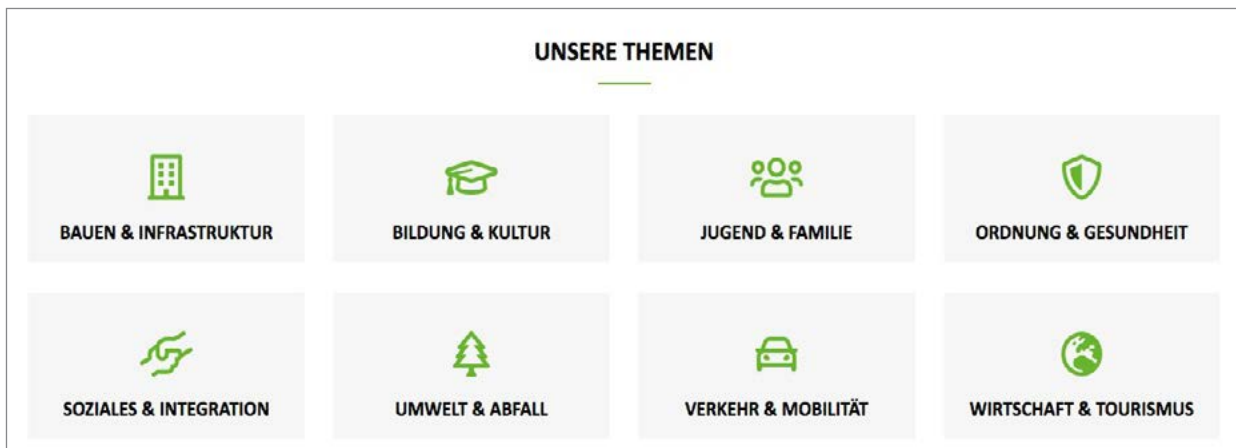 UNSERE THEMEN
BAUEN & INFRASTRUKTUR
BILDUNG & KULTUR
JUGEND & FAMILIE
ORDNUNG & GESUNDHEIT
SOZIALES & INTEGRATION
UMWELT & ABFALL
VERKEHR & MOBILITÄT
WIRTSCHAFT & TOURISMUS